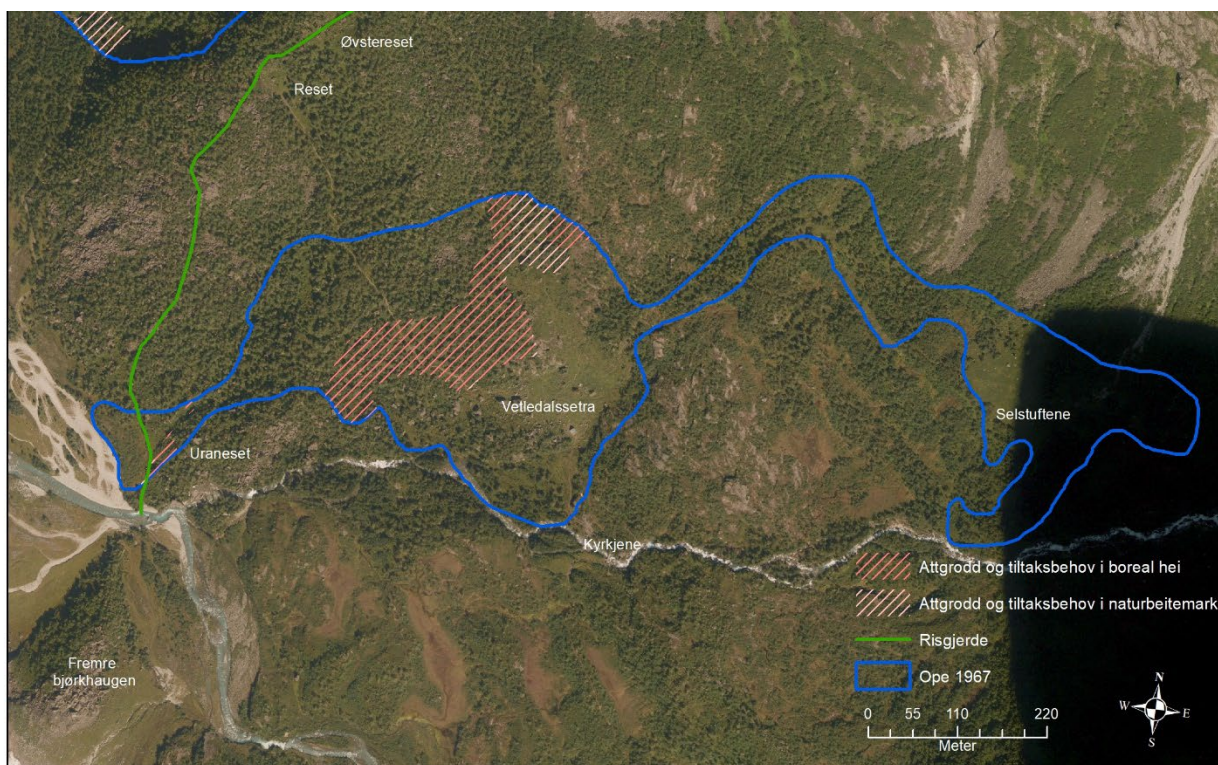 Øvstereset
Reset
Vetledalssetra
Selstuftene
Uraneset
Kyrkjene
Fremre
bjørkhaugen
Attgrodd og tiltaksbehov i boreal hei
Attgrodd og tiltaksbehov i naturbeitemark
Risgjerde
Ope 1967
0 55 110 220
Meter
N
W E
S